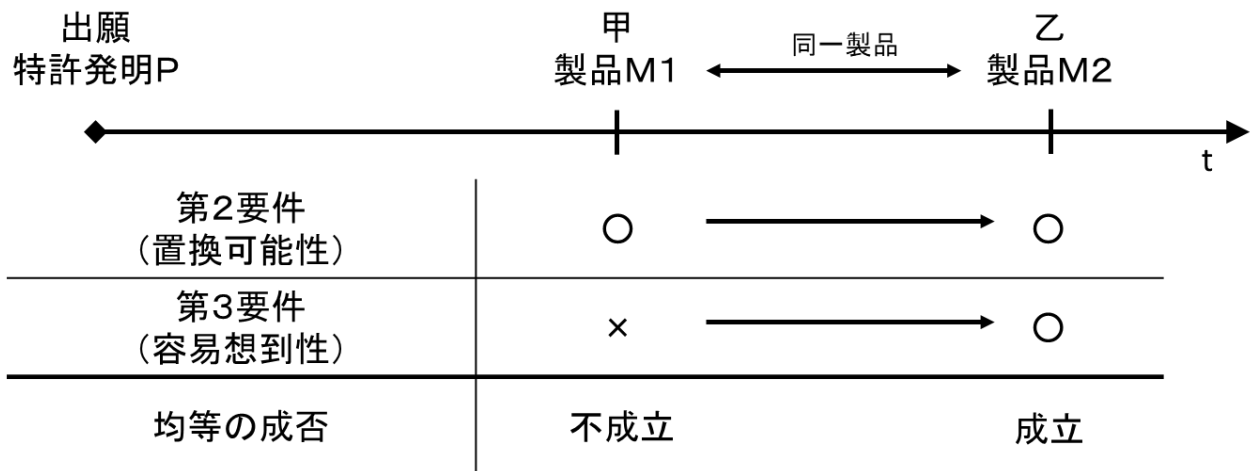 出願
特許発明P
甲
製品M1
同一製品
乙
製品M2
t
第2要件
(置換可能性)
○
○
第3要件
(容易想到性)
×
○
均等の成否
不成立
成立